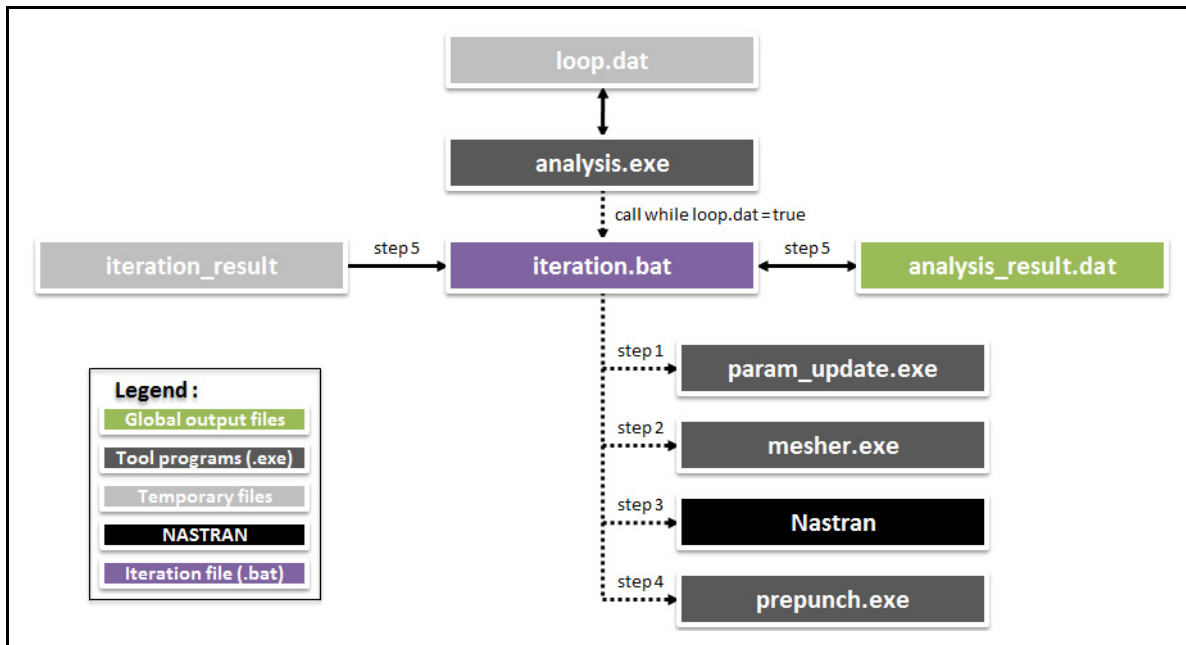 loop.dat
analysis.exe
call while loop.dat = true
iteration_result
step 5
iteration.bat
step 5
analysis_result.dat
step 1
param_update.exe
step 2
mesher.exe
step 3
Nastran
step 4
prepunch.exe
Legend :
Global output files
Tool programs (.exe)
Temporary files
NASTRAN
Iteration file (.bat)